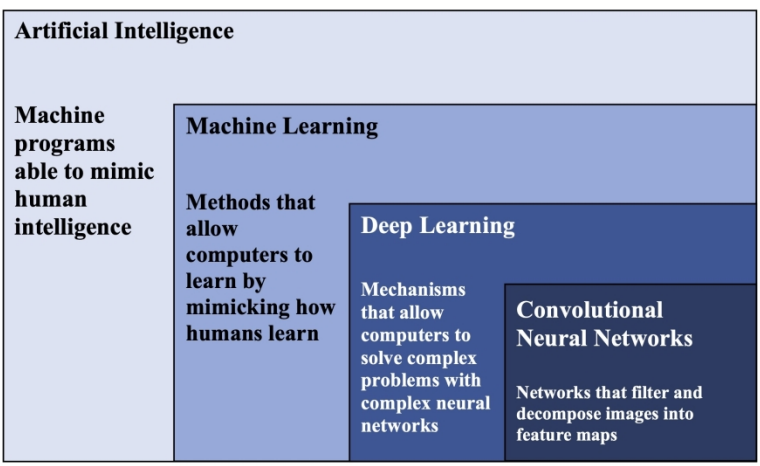 Artificial Intelligence
Machine
programs
able to mimic
human
intelligence
Machine Learning
Methods that
allow
computers to
learn by
mimicking how
humans learn
Deep Learning
Mechanisms
that allow
computers to
solve complex
problems with
complex neural
networks
Convolutional
Neural Networks
Networks that filter and
decompose images into
feature maps